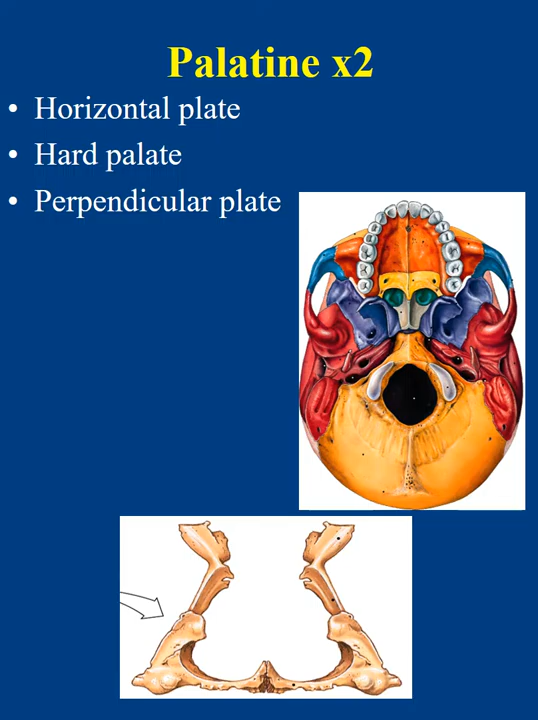 Palatine x2
• Horizontal plate
• Hard palate
• Perpendicular plate